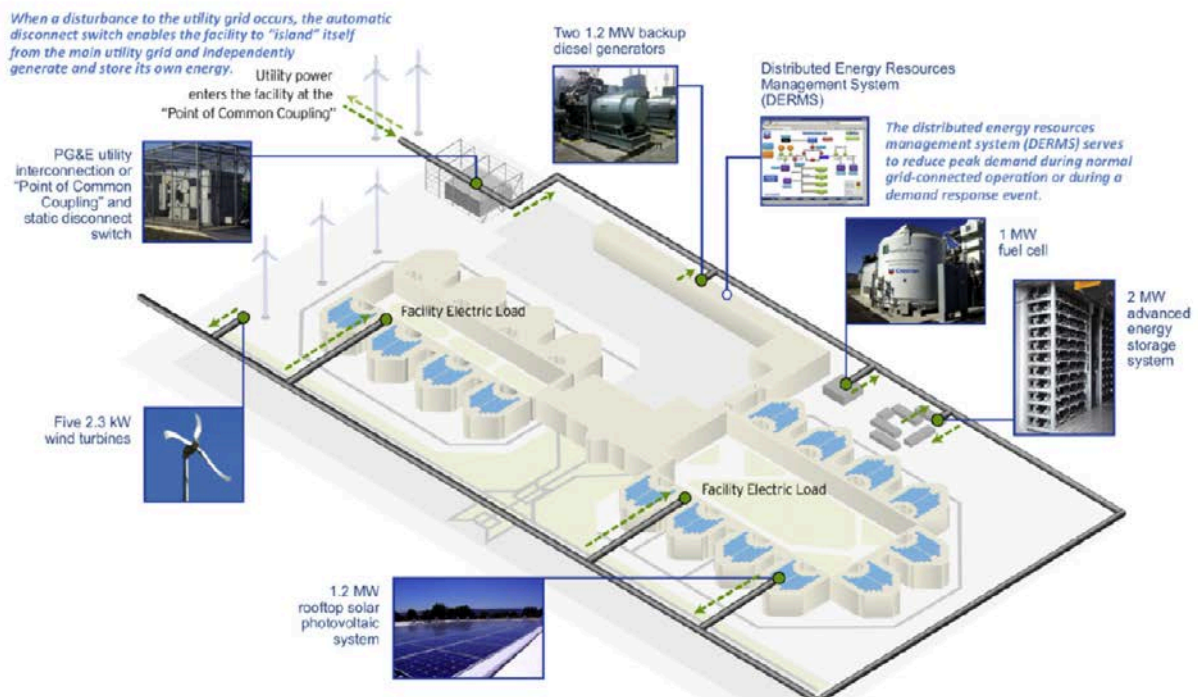 When a disturbance to the utility grid occurs, the automatic
disconnect switch enables the facility to "island" itself
from the main utility grid and independently
generate and store its own energy.
Utility power
enters the facility at the
"Point of Common Coupling"
PG&E utility
interconnection or
"Point of Common
Coupling" and
static disconnect
switch
Two 1.2 MW backup
diesel generators
Distributed Energy Resources
Management System
(DERMS)
The distributed energy resources
management system (DERMS) serves
to reduce peak demand during normal
grid-connected operation or during a
demand response event.
1 MW
fuel cell
2 MW
advanced
energy
storage
system
Facility Electric Load
Five 2.3 kW
wind turbines
Facility Electric Load
1.2 MW
rooftop solar
photovoltaic
system